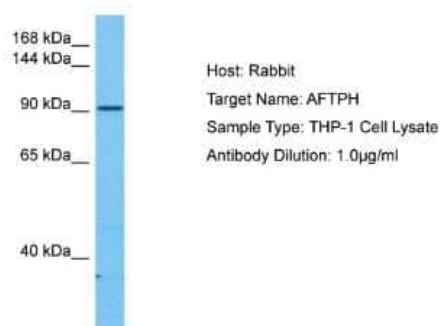 168 kDa
144 kDa
90 kDa
65 kDa
40 kDa
Host: Rabbit
Target Name: AFTPH
Sample Type: THP-1 Cell Lysate
Antibody Dilution: 1.0µg/ml